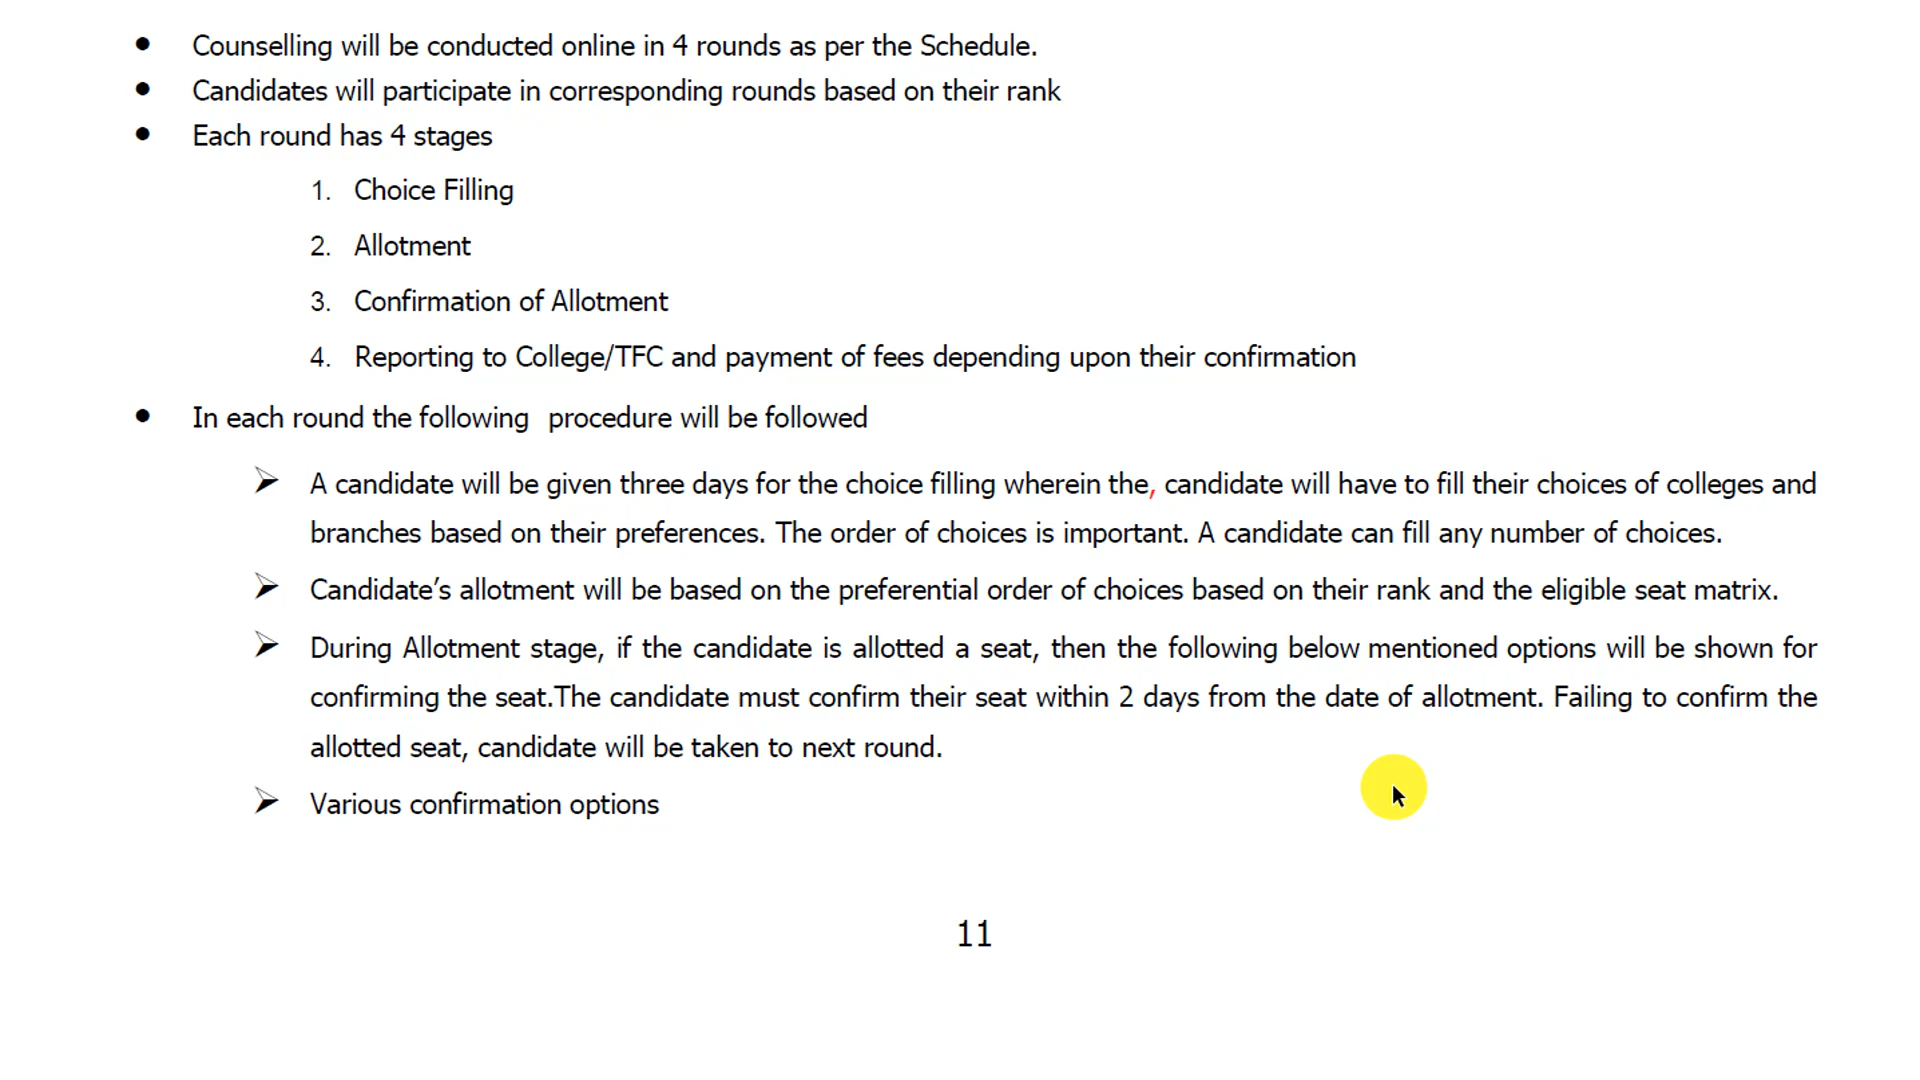 ● Counselling will be conducted online in 4 rounds as per the Schedule.
● Candidates will participate in corresponding rounds based on their rank
● Each round has 4 stages
1. Choice Filling
2. Allotment
3. Confirmation of Allotment
4. Reporting to College/TFC and payment of fees depending upon their confirmation
● In each round the following procedure will be followed
➢ A candidate will be given three days for the choice filling wherein the, candidate will have to fill their choices of colleges and
branches based on their preferences. The order of choices is important. A candidate can fill any number of choices.
➢ Candidate’s allotment will be based on the preferential order of choices based on their rank and the eligible seat matrix.
➢ During Allotment stage, if the candidate is allotted a seat, then the following below mentioned options will be shown for
confirming the seat.The candidate must confirm their seat within 2 days from the date of allotment. Failing to confirm the
allotted seat, candidate will be taken to next round.
➢ Various confirmation options
11